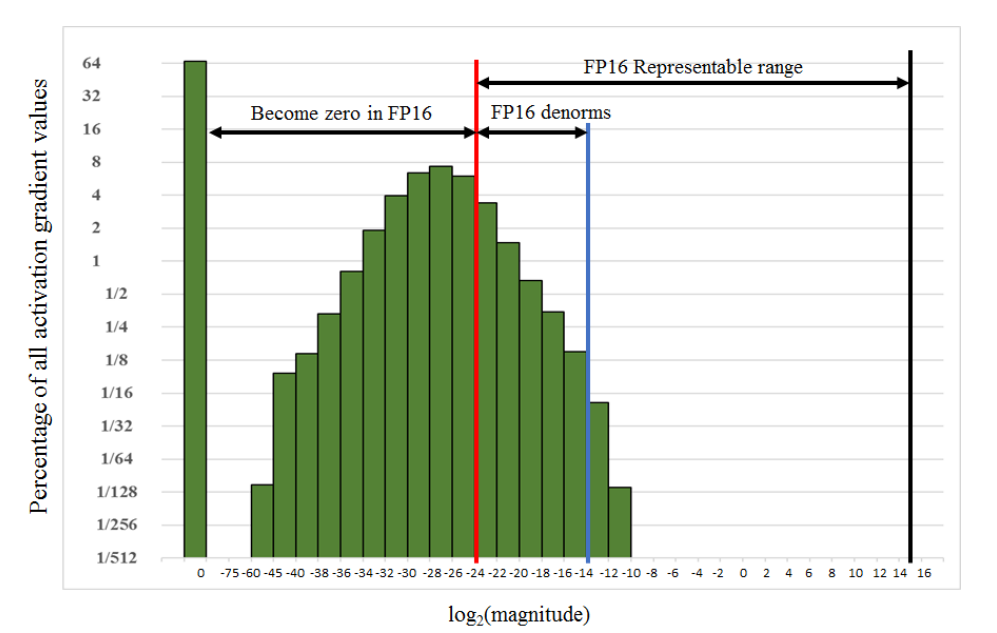 Percentage of all activation gradient values
64
32
16
8
4
2
1
1/2
1/4
1/8
1/16
1/32
1/64
1/128
1/256
1/512
FP16 Representable range
Become zero in FP16
FP16 denorms
0 -75 -60 -45 -40 -38 -36 -34 -32 -30 -28 -26 -24 -22 -20 -18 -16 -14 -12 -10 -8 -6 -4 -2 0 2 4 6 8 10 12 14 15 16
log₂(magnitude)